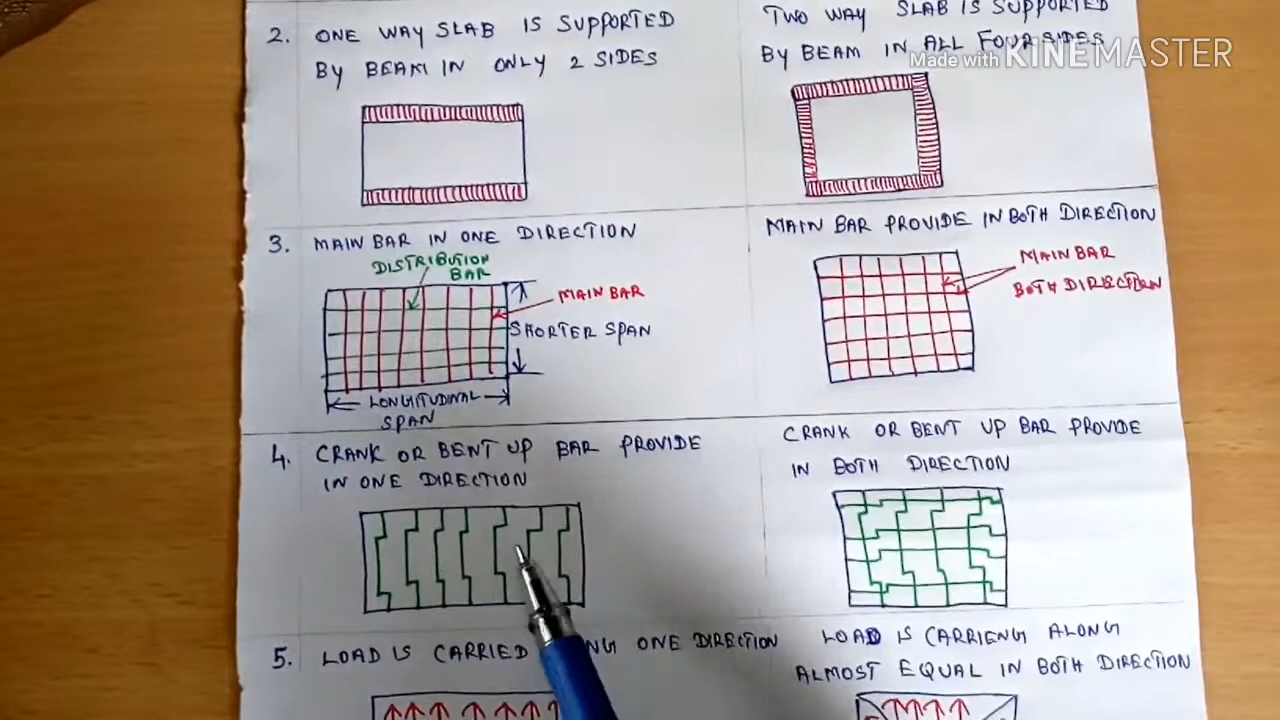 2. ONE WAY SLAB IS SUPPORTED
BY BEAM IN ONLY 2 SIDES
TWO WAY SLAB IS SUPPORTED
BY BEAM IN ALL FOUR SIDES
Made with KINEMASTER
3. MAIN BAR IN ONE DIRECTION
DISTRIBUTION
BAR
MAIN BAR
SHORTER SPAN
LONGITUDINAL
SPAN
MAIN BAR PROVIDE IN BOTH DIRECTION
MAIN BAR
BOTH DIRECTION
4. CRANK OR BENT UP BAR PROVIDE
IN ONE DIRECTION
CRANK OR BENT UP BAR PROVIDE
IN BOTH DIRECTION
5. LOAD IS CARRIED ONE DIRECTION
LOAD IS CARRIENG ALONG
ALMOST EQUAL IN BOTH DIRECTION